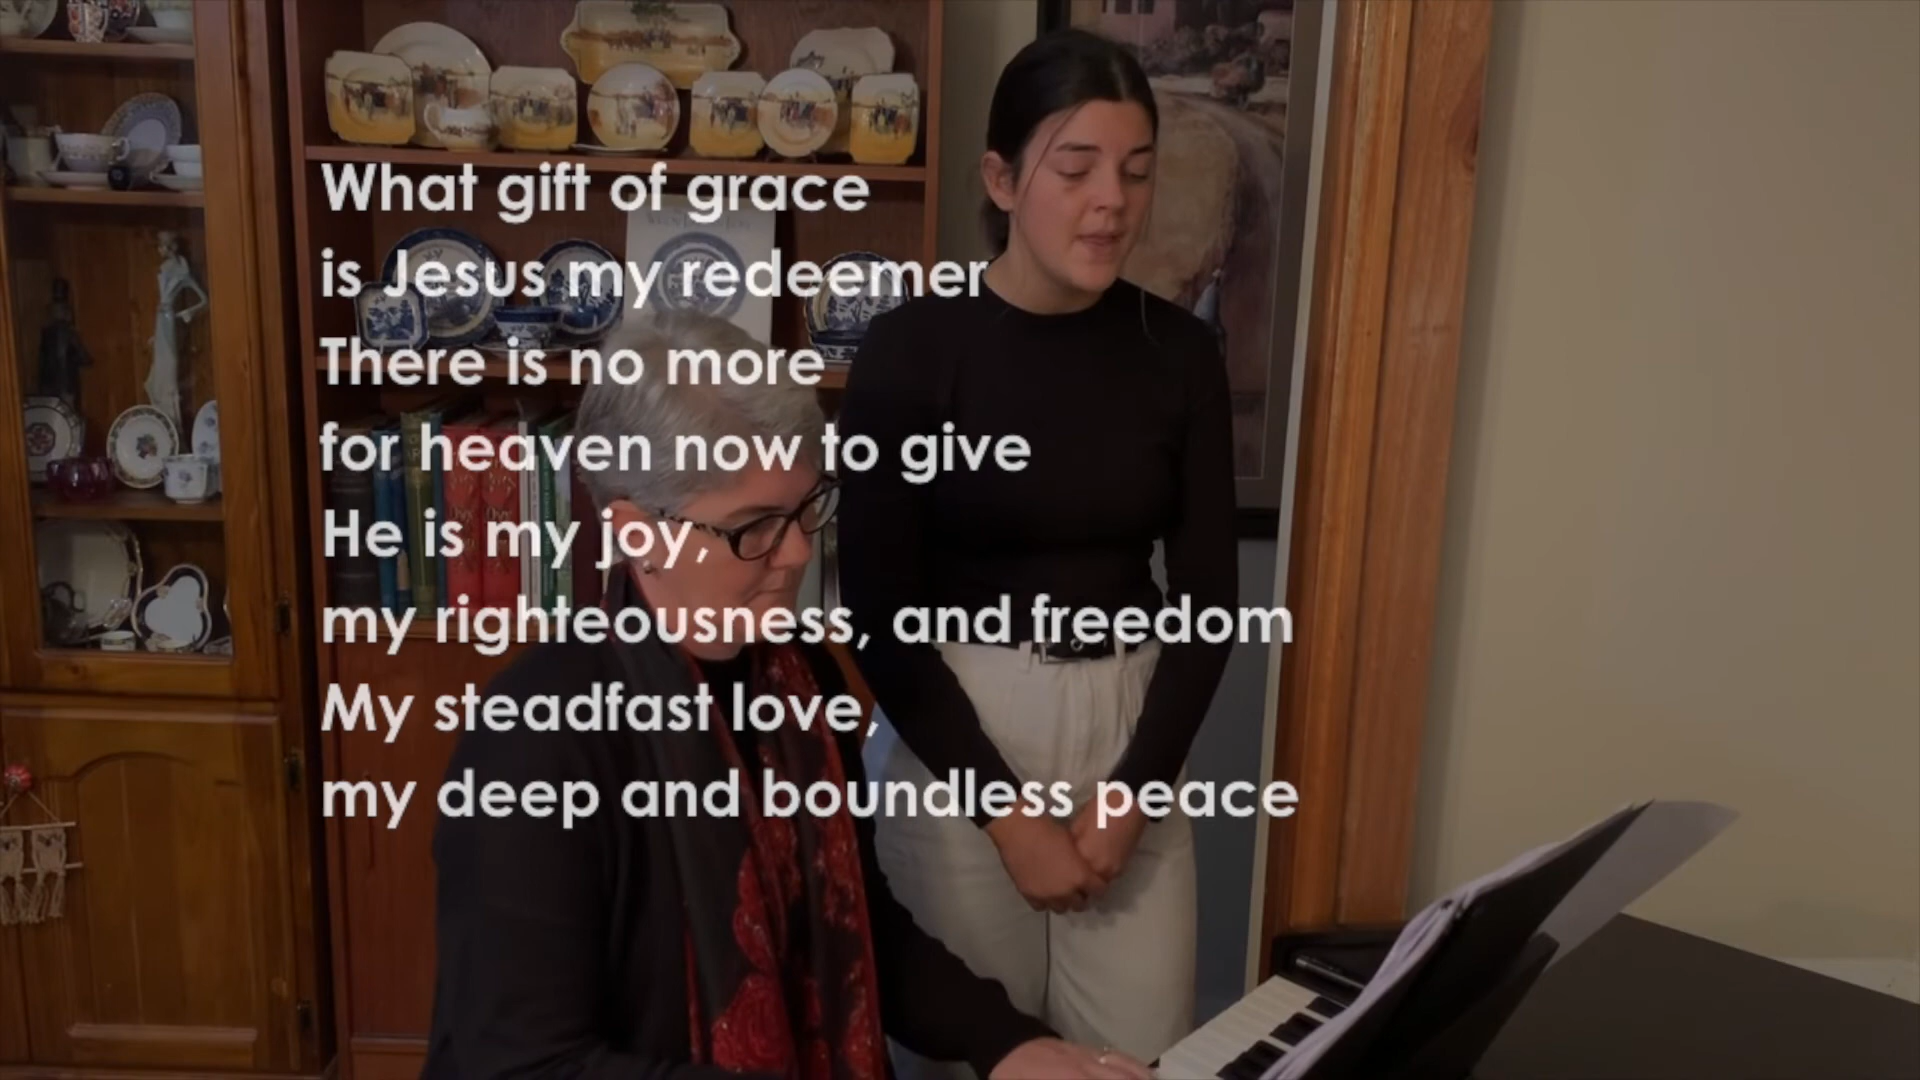 What gift of grace
is Jesus my redeemer
There is no more
for heaven now to give
He is my joy,
my righteousness, and freedom
My steadfast love,
my deep and boundless peace